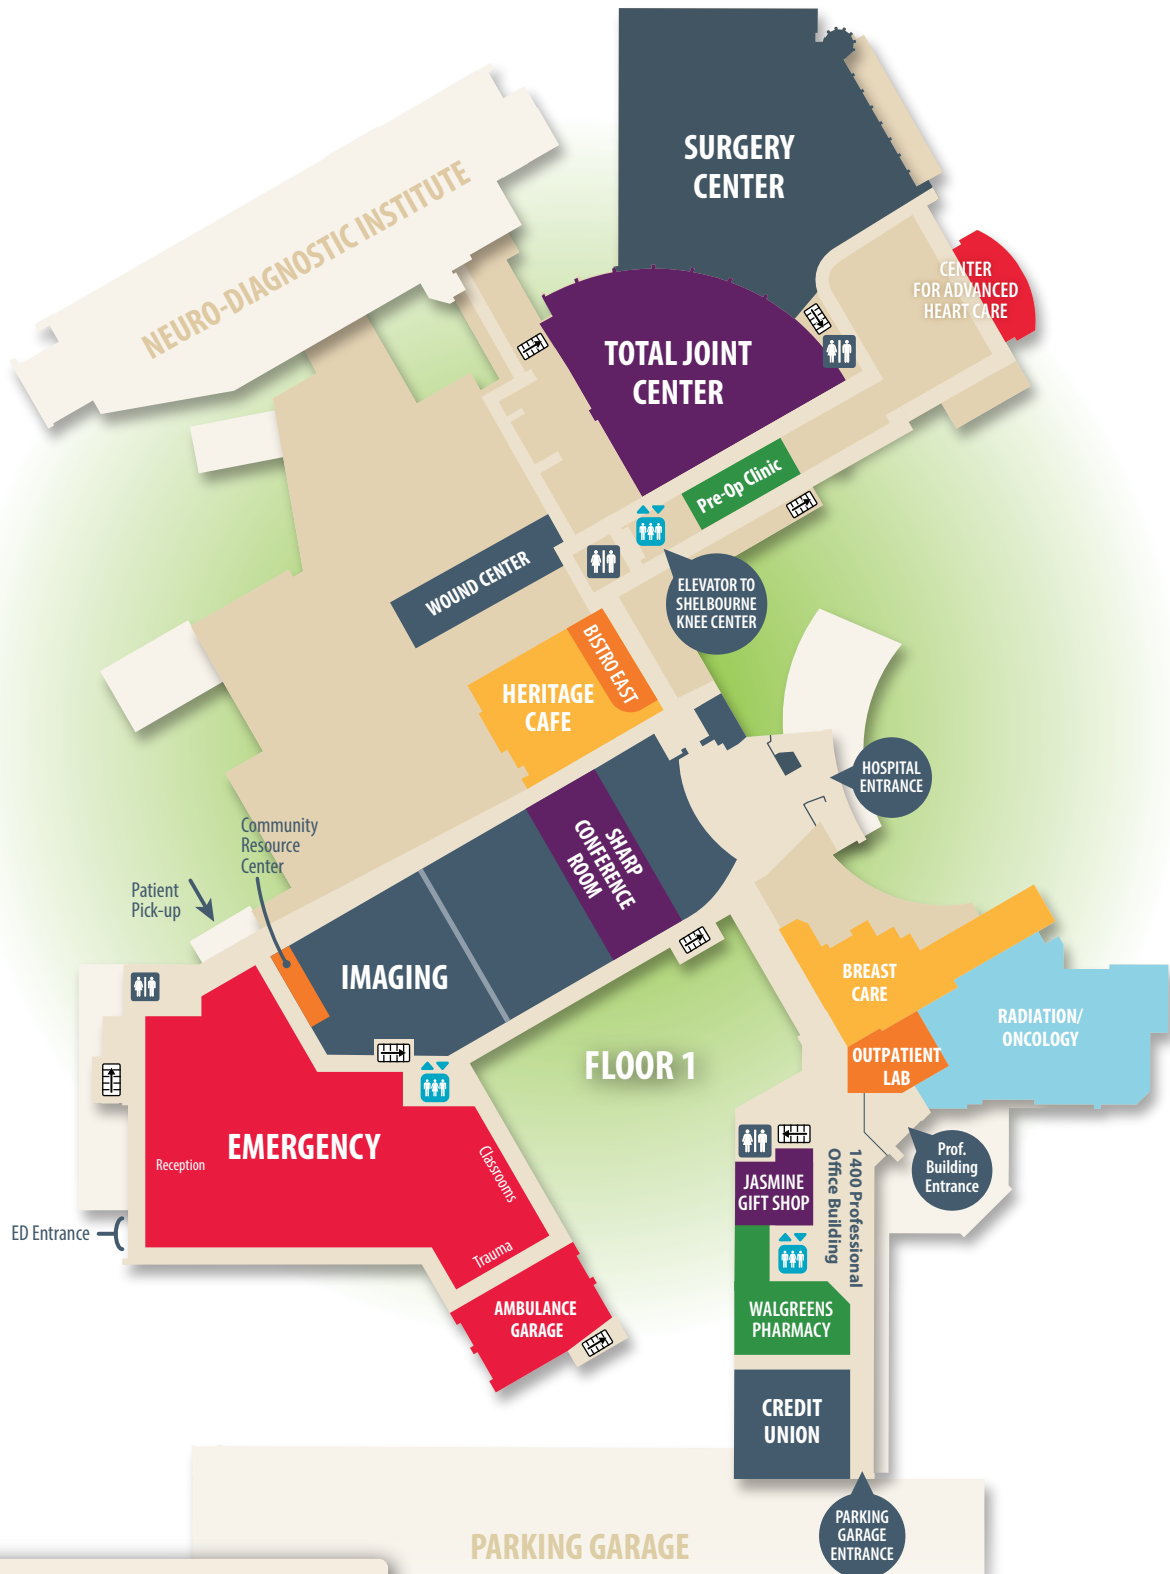 SURGERY
CENTER
NEURO-DIAGNOSTIC INSTITUTE
CENTER
FOR ADVANCED
HEART CARE
TOTAL JOINT
CENTER
Pre-Op Clinic
WOUND CENTER
ELEVATOR TO
SHELBOURNE
KNEE CENTER
BISTRO EAST
HERITAGE
CAFE
HOSPITAL
ENTRANCE
Community
Resource
Center
SHARP
CONFERENCE
ROOM
Patient
Pick-up
IMAGING
BREAST
CARE
RADIATION/
ONCOLOGY
OUTPATIENT
LAB
FLOOR 1
EMERGENCY
Reception
Classrooms
Trauma
ED Entrance
Prof.
Building
Entrance
1400 Professional
Office Building
JASMINE
GIFT SHOP
AMBULANCE
GARAGE
WALGREENS
PHARMACY
CREDIT
UNION
PARKING GARAGE
PARKING
GARAGE
ENTRANCE